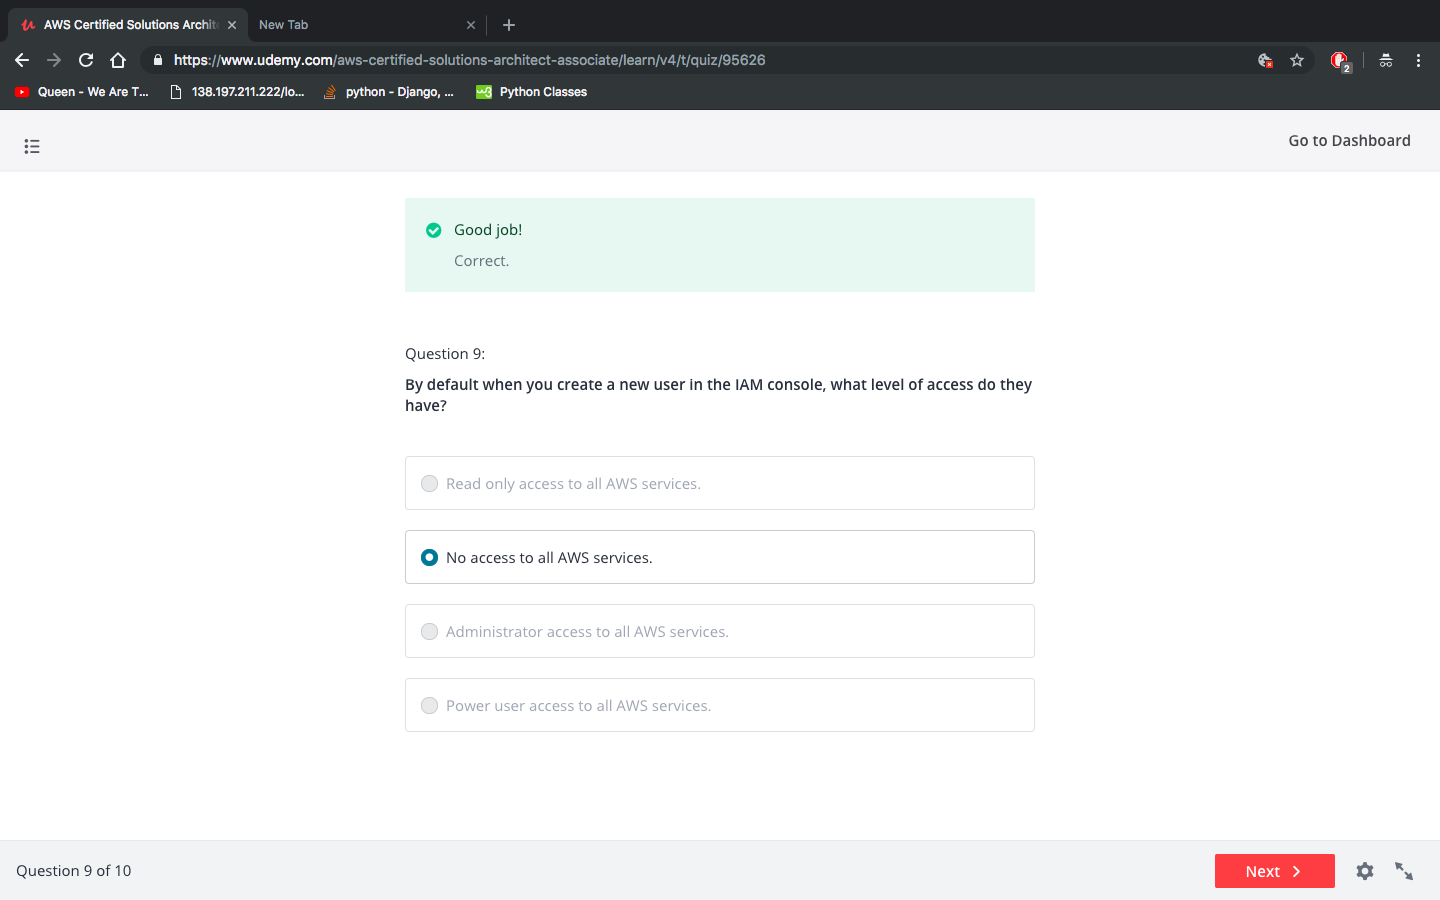 AWS Certified Solutions Archit
New Tab
https://www.udemy.com/aws-certified-solutions-architect-associate/learn/v4/t/quiz/95626
2
Queen - We Are T...
138.197.211.222/lo...
python - Django, ...
Python Classes
Go to Dashboard
Good job!
Correct.
Question 9:
By default when you create a new user in the IAM console, what level of access do they
have?
Read only access to all AWS services.
No access to all AWS services.
Administrator access to all AWS services.
Power user access to all AWS services.
Question 9 of 10
Next